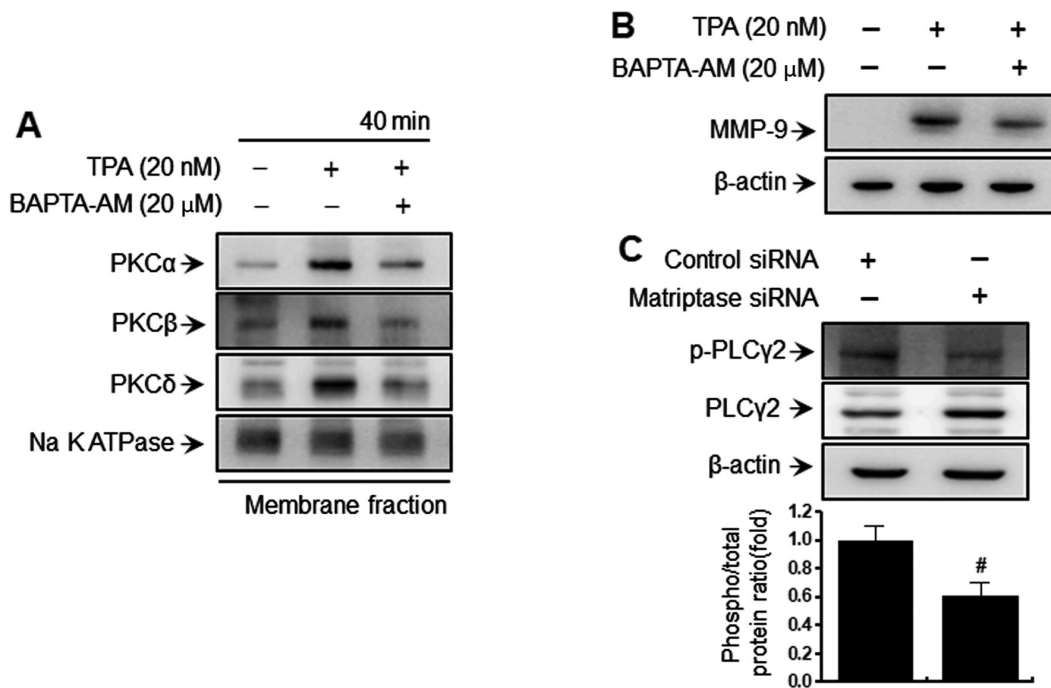 A
40 min
TPA (20 nM) – + +
BAPTA-AM (20 μM) – – +
PKCα
PKCβ
PKCδ
Na K ATPase
Membrane fraction
B
TPA (20 nM) – + +
BAPTA-AM (20 μM) – – +
MMP-9
β-actin
C
Control siRNA + –
Matriptase siRNA – +
p-PLCγ2
PLCγ2
β-actin
Phospho/total
protein ratio(fold)
1.2
1.0
0.8
0.6
0.4
0.2
0.0
#